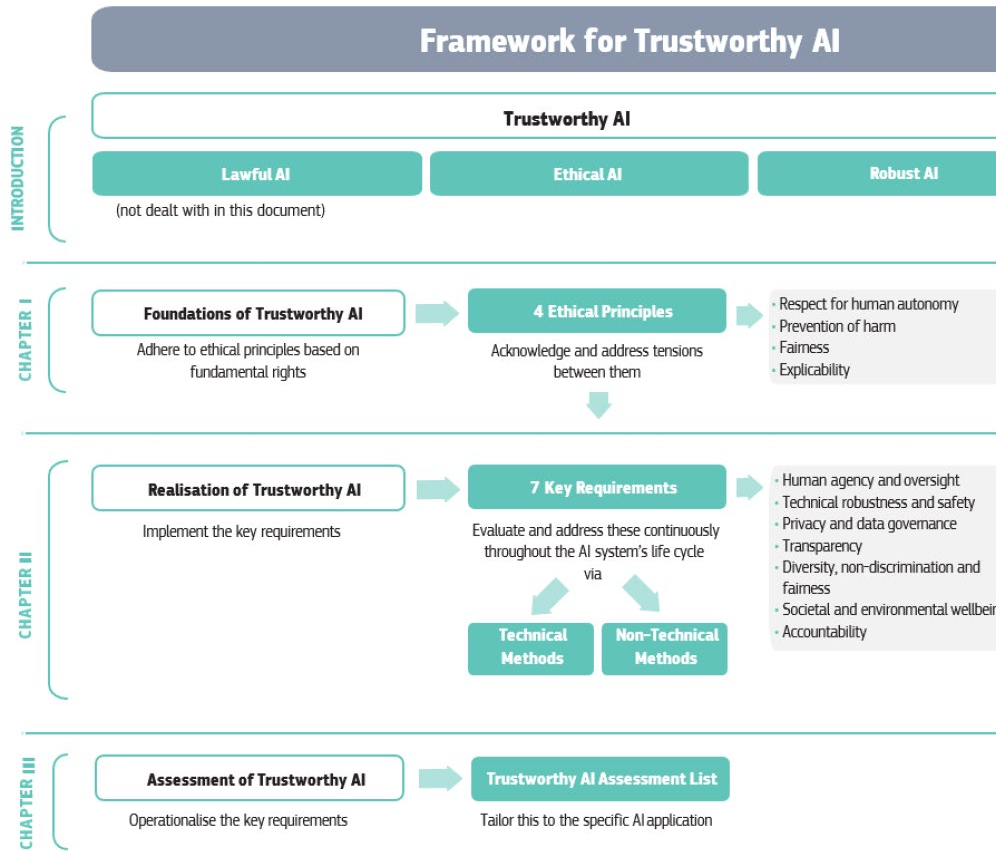 Framework for Trustworthy AI
INTRODUCTION
Trustworthy AI
Lawful AI
Ethical AI
Robust AI
(not dealt with in this document)
CHAPTER I
Foundations of Trustworthy AI
Adhere to ethical principles based on
fundamental rights
4 Ethical Principles
Acknowledge and address tensions
between them
· Respect for human autonomy
· Prevention of harm
· Fairness
· Explicability
CHAPTER II
Realisation of Trustworthy AI
Implement the key requirements
7 Key Requirements
Evaluate and address these continuously
throughout the AI system's life cycle
via
Technical
Methods
Non-Technical
Methods
· Human agency and oversight
· Technical robustness and safety
· Privacy and data governance
· Transparency
· Diversity, non-discrimination and
fairness
· Societal and environmental wellbein
· Accountability
CHAPTER III
Assessment of Trustworthy AI
Operationalise the key requirements
Trustworthy AI Assessment List
Tailor this to the specific AI application